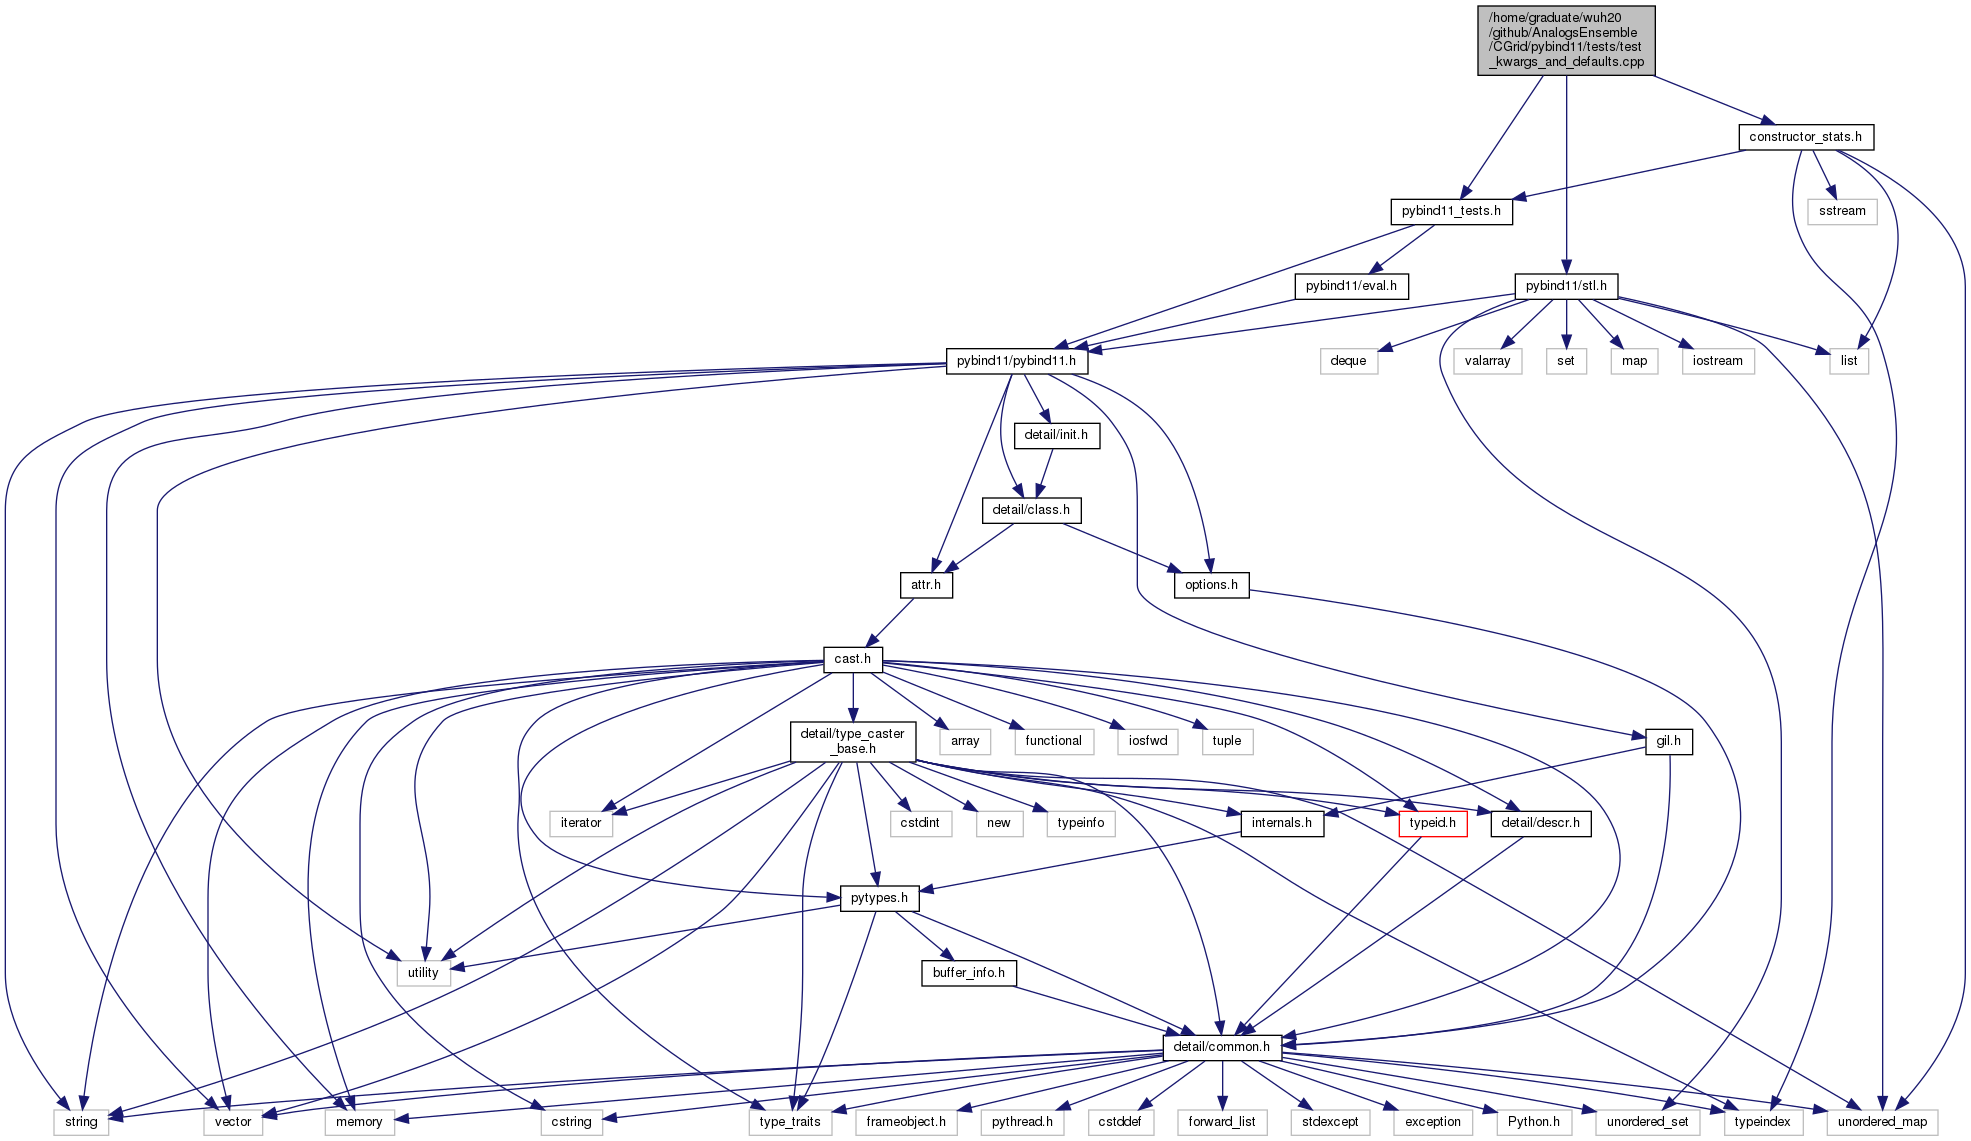 /home/graduate/wuh20
/github/AnalogsEnsemble
/CGrid/pybind11/tests/test
_kwargs_and_defaults.cpp
constructor_stats.h
pybind11_tests.h
sstream
pybind11/eval.h
pybind11/stl.h
pybind11/pybind11.h
deque
valarray
set
map
iostream
list
detail/init.h
detail/class.h
attr.h
options.h
cast.h
detail/type_caster
_base.h
array
functional
iosfwd
tuple
gil.h
iterator
cstdint
new
typeinfo
internals.h
typeid.h
detail/descr.h
pytypes.h
utility
buffer_info.h
detail/common.h
string
vector
memory
cstring
type_traits
frameobject.h
pythread.h
cstddef
forward_list
stdexcept
exception
Python.h
unordered_set
typeindex
unordered_map